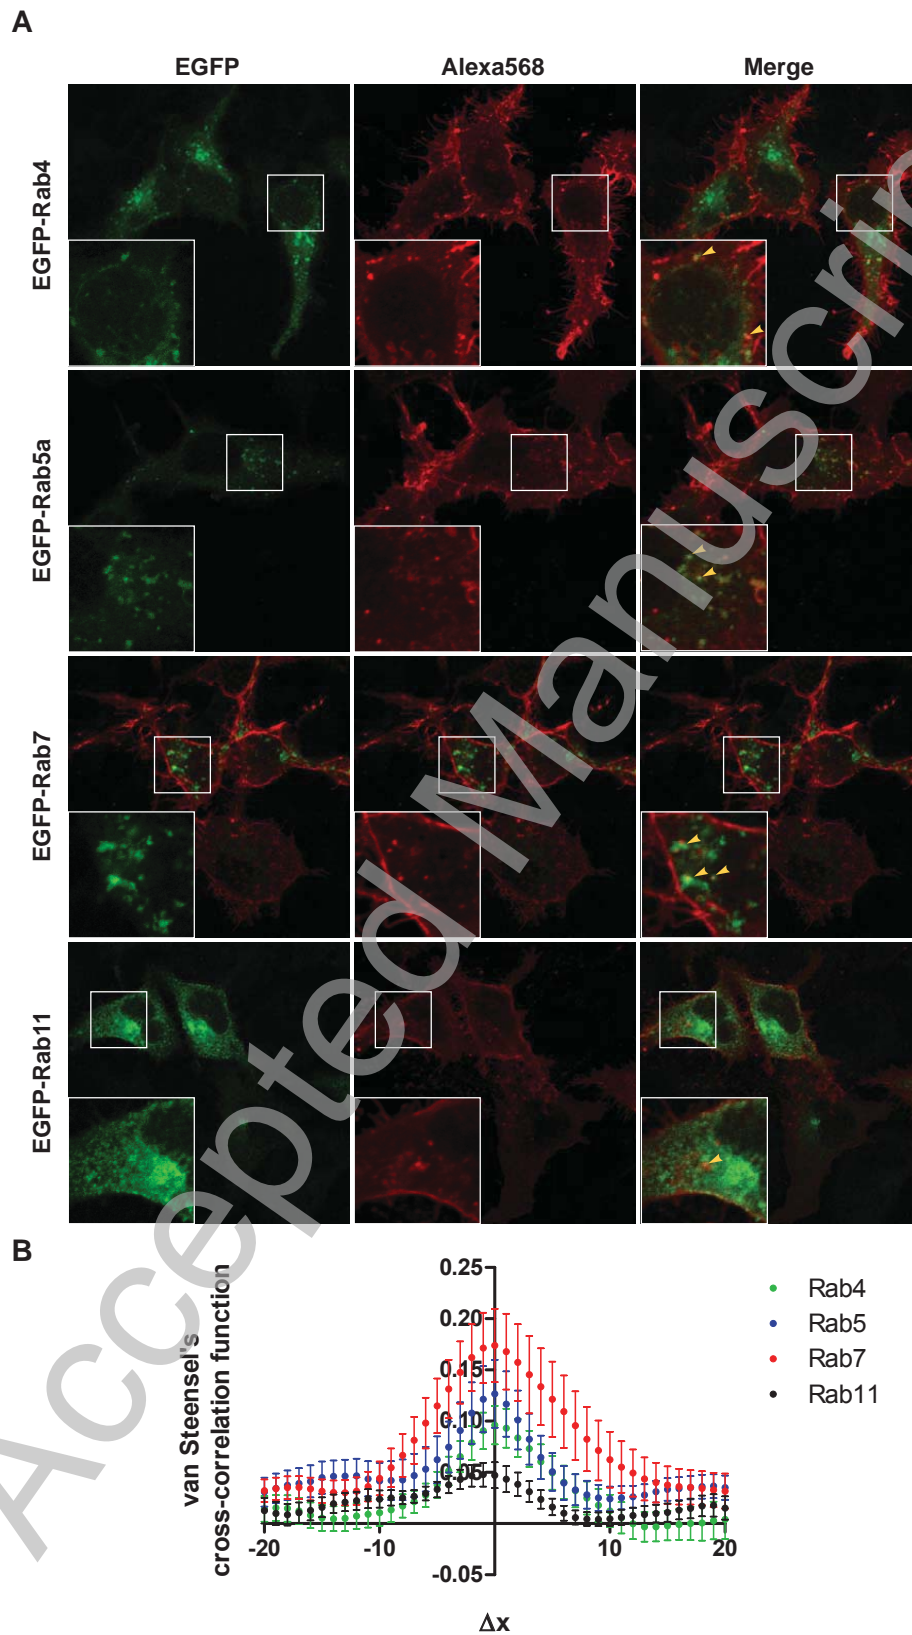 A
EGFP
Alexa568
Merge
EGFP-Rab4
EGFP-Rab5a
EGFP-Rab7
EGFP-Rab11
Accepted Manuscrip
B
van Steensel's
cross-correlation function
0.25
0.20
0.15
0.10
0.05
-0.05
-20
-10
10
20
Δx
Rab4
Rab5
Rab7
Rab11